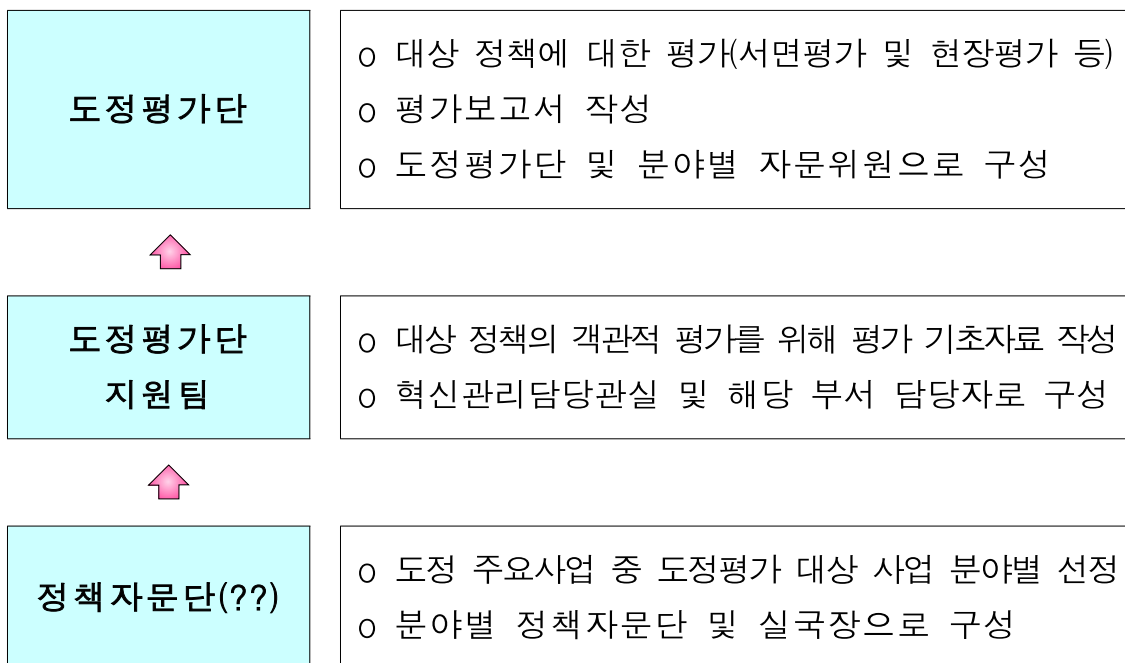 도정평가단
o 대상 정책에 대한 평가(서면평가 및 현장평가 등)
o 평가보고서 작성
o 도정평가단 및 분야별 자문위원으로 구성
도정평가단
지원팀
o 대상 정책의 객관적 평가를 위해 평가 기초자료 작성
o 혁신관리담당관실 및 해당 부서 담당자로 구성
정책자문단(??)
o 도정 주요사업 중 도정평가 대상 사업 분야별 선정
o 분야별 정책자문단 및 실국장으로 구성